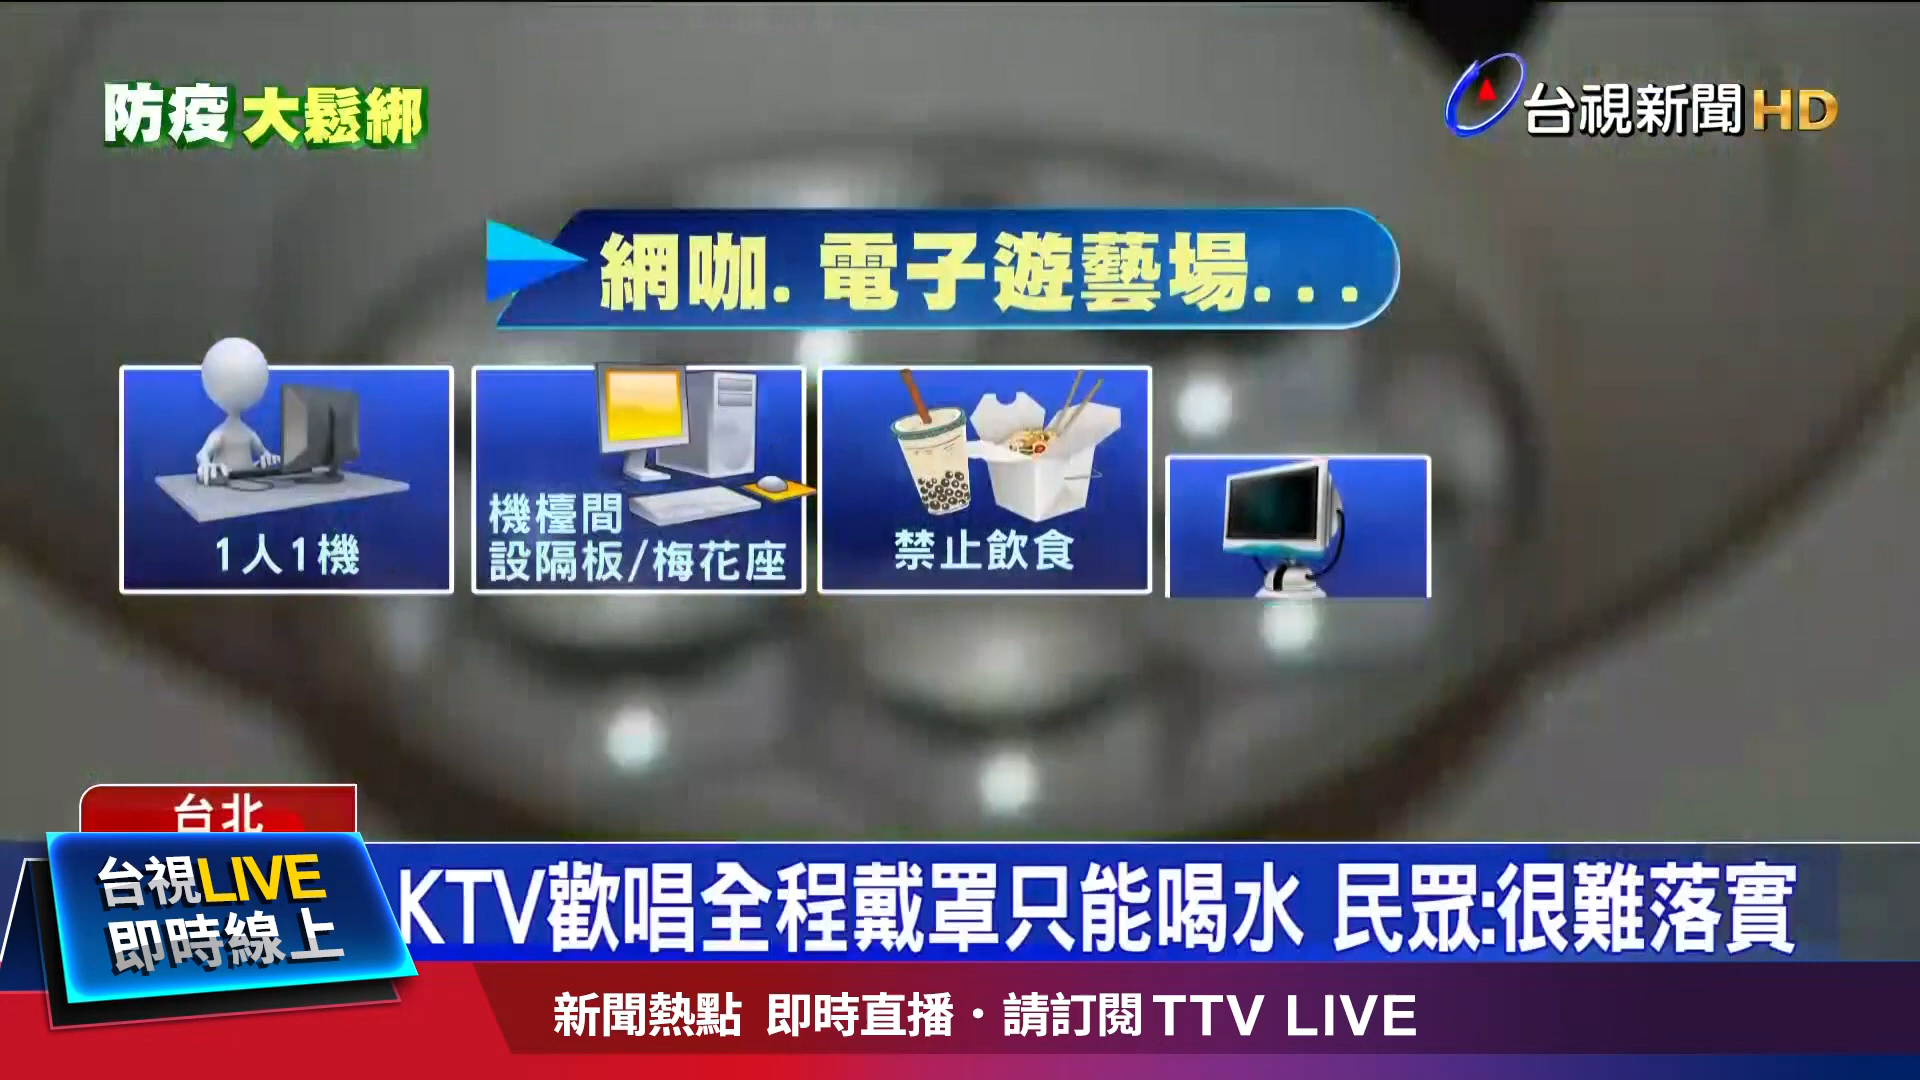 防疫大鬆綁
台視新聞HD
網咖.電子遊藝場...
1人1機
機檯間
設隔板/梅花座
禁止飲食
台北
台視LIVE
即時線上
KTV歡唱全程戴罩只能喝水 民眾:很難落實
新聞熱點 即時直播・請訂閱TTV LIVE